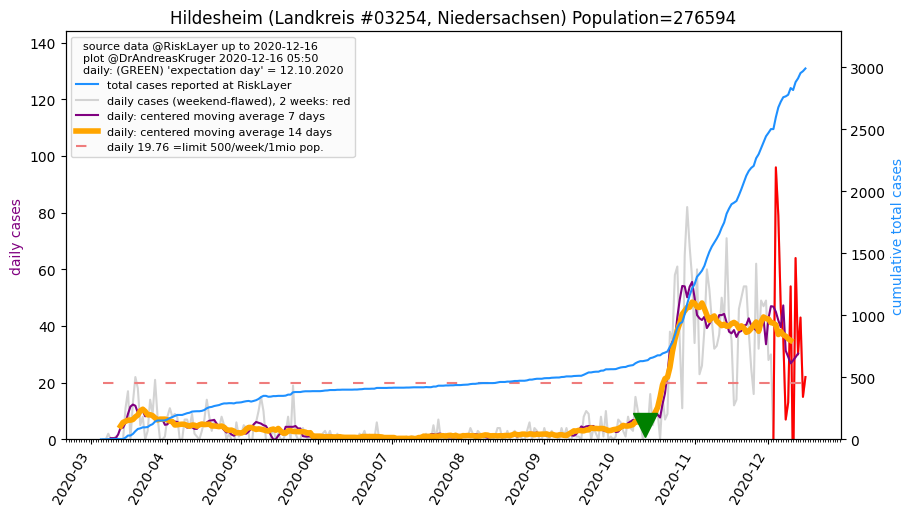 Hildesheim (Landkreis #03254, Niedersachsen) Population=276594
source data @RiskLayer up to 2020-12-16
plot @DrAndreasKruger 2020-12-16 05:50
daily: (GREEN) 'expectation day' = 12.10.2020
total cases reported at RiskLayer
daily cases (weekend-flawed), 2 weeks: red
daily: centered moving average 7 days
daily: centered moving average 14 days
daily 19.76 =limit 500/week/1mio pop.
daily cases
140
120
100
80
60
40
20
0
cumulative total cases
3000
2500
2000
1500
1000
500
0
2020-03
2020-04
2020-05
2020-06
2020-07
2020-08
2020-09
2020-10
2020-11
2020-12